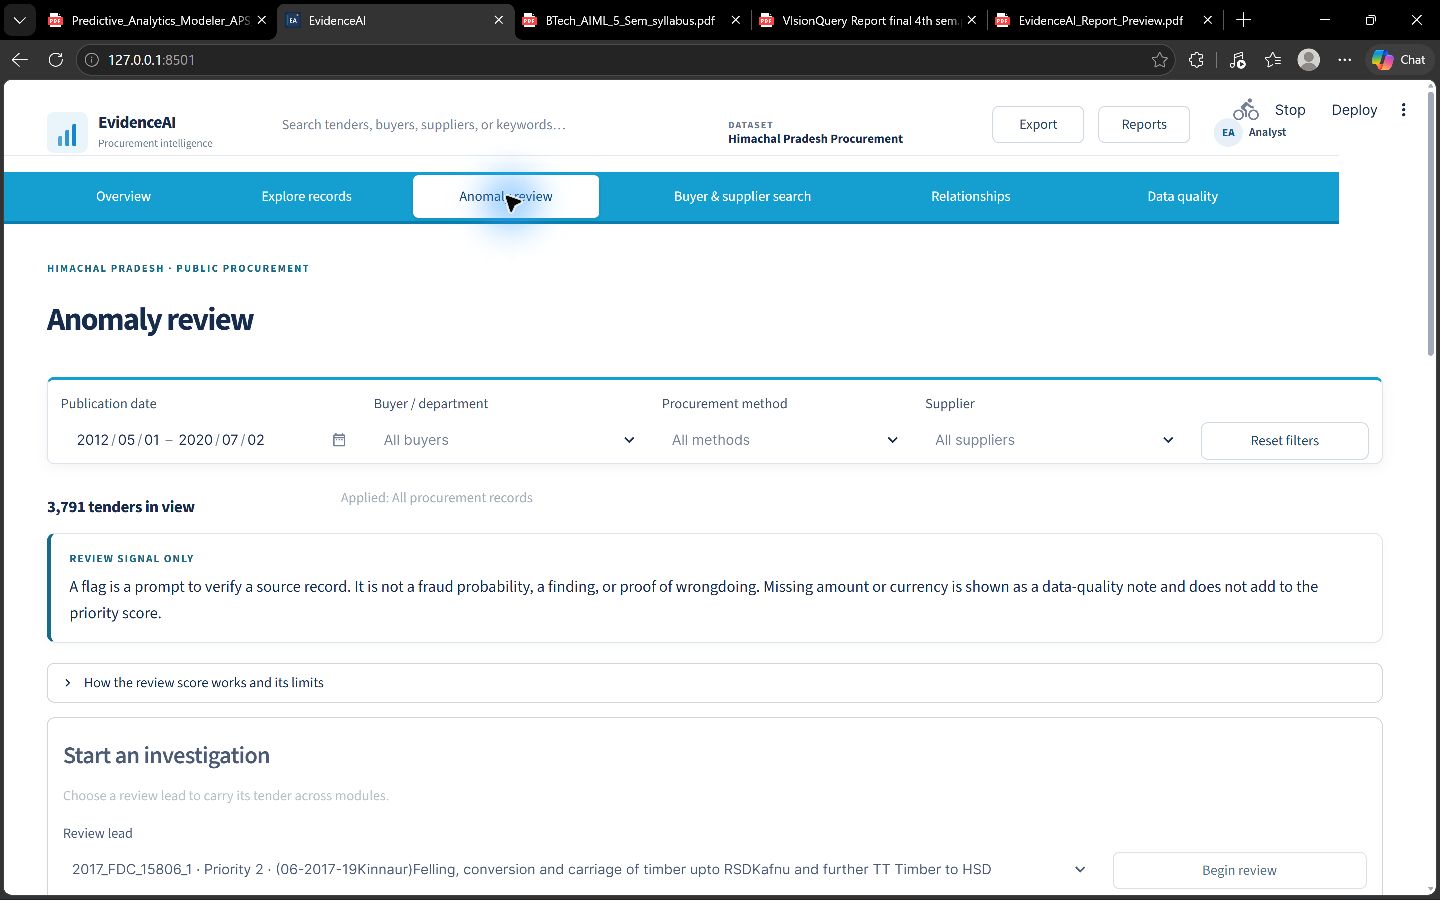 Predictive_Analytics_Modeler_APS
EvidenceAI
BTech_AIML_5_Sem_syllabus.pdf
VIsionQuery Report final 4th sem.
EvidenceAI_Report_Preview.pdf
127.0.0.1:8501
Chat
EvidenceAI
Procurement intelligence
Search tenders, buyers, suppliers, or keywords...
DATASET
Himachal Pradesh Procurement
Export
Reports
Stop
Deploy
EA
Analyst
Overview
Explore records
Anomaly review
Buyer & supplier search
Relationships
Data quality
HIMACHAL PRADESH · PUBLIC PROCUREMENT
Anomaly review
Publication date
Buyer / department
Procurement method
Supplier
2012/05/01 – 2020/07/02
All buyers
All methods
All suppliers
Reset filters
3,791 tenders in view
Applied: All procurement records
REVIEW SIGNAL ONLY
A flag is a prompt to verify a source record. It is not a fraud probability, a finding, or proof of wrongdoing. Missing amount or currency is shown as a data-quality note and does not add to the
priority score.
How the review score works and its limits
Start an investigation
Choose a review lead to carry its tender across modules.
Review lead
2017_FDC_15806_1 · Priority 2 · (06-2017-19Kinnaur)Felling, conversion and carriage of timber upto RSDKafnu and further TT Timber to HSD
Begin review